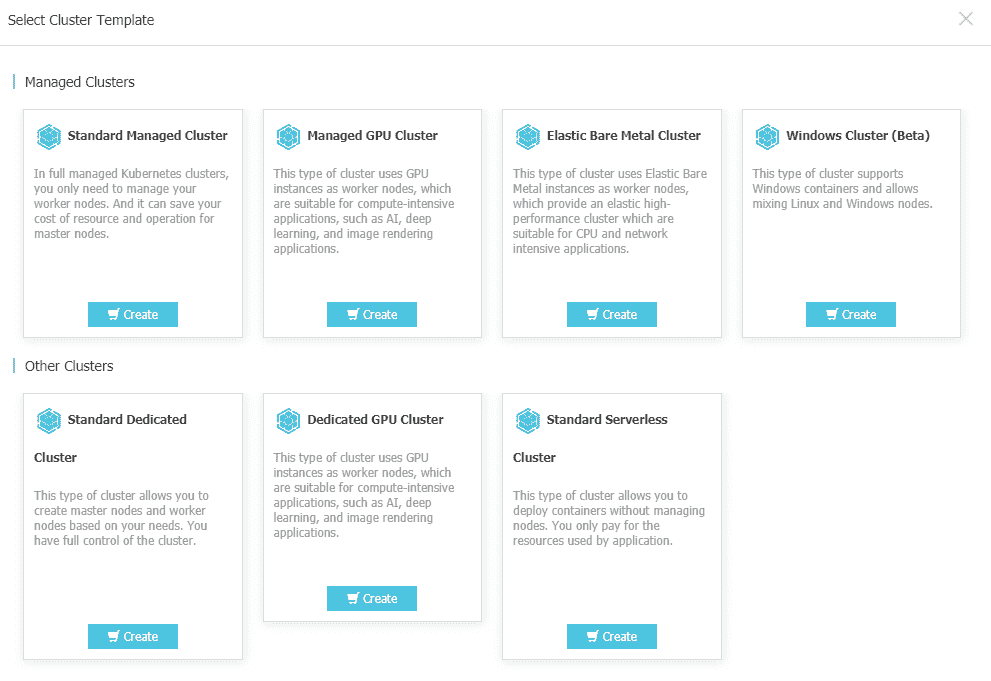 Select Cluster Template
Managed Clusters
Standard Managed Cluster
In full managed Kubernetes clusters,
you only need to manage your
worker nodes. And it can save your
cost of resource and operation for
master nodes.
Create
Managed GPU Cluster
This type of cluster uses GPU
instances as worker nodes, which
are suitable for compute-intensive
applications, such as AI, deep
learning, and image rendering
applications.
Create
Elastic Bare Metal Cluster
This type of cluster uses Elastic Bare
Metal instances as worker nodes,
which provide an elastic high-
performance cluster which are
suitable for CPU and network
intensive applications.
Create
Windows Cluster (Beta)
This type of cluster supports
Windows containers and allows
mixing Linux and Windows nodes.
Create
Other Clusters
Standard Dedicated
Cluster
This type of cluster allows you to
create master nodes and worker
nodes based on your needs. You
have full control of the cluster.
Create
Dedicated GPU Cluster
This type of cluster uses GPU
instances as worker nodes, which
are suitable for compute-intensive
applications, such as AI, deep
learning, and image rendering
applications.
Create
Standard Serverless
Cluster
This type of cluster allows you to
deploy containers without managing
nodes. You only pay for the
resources used by application.
Create